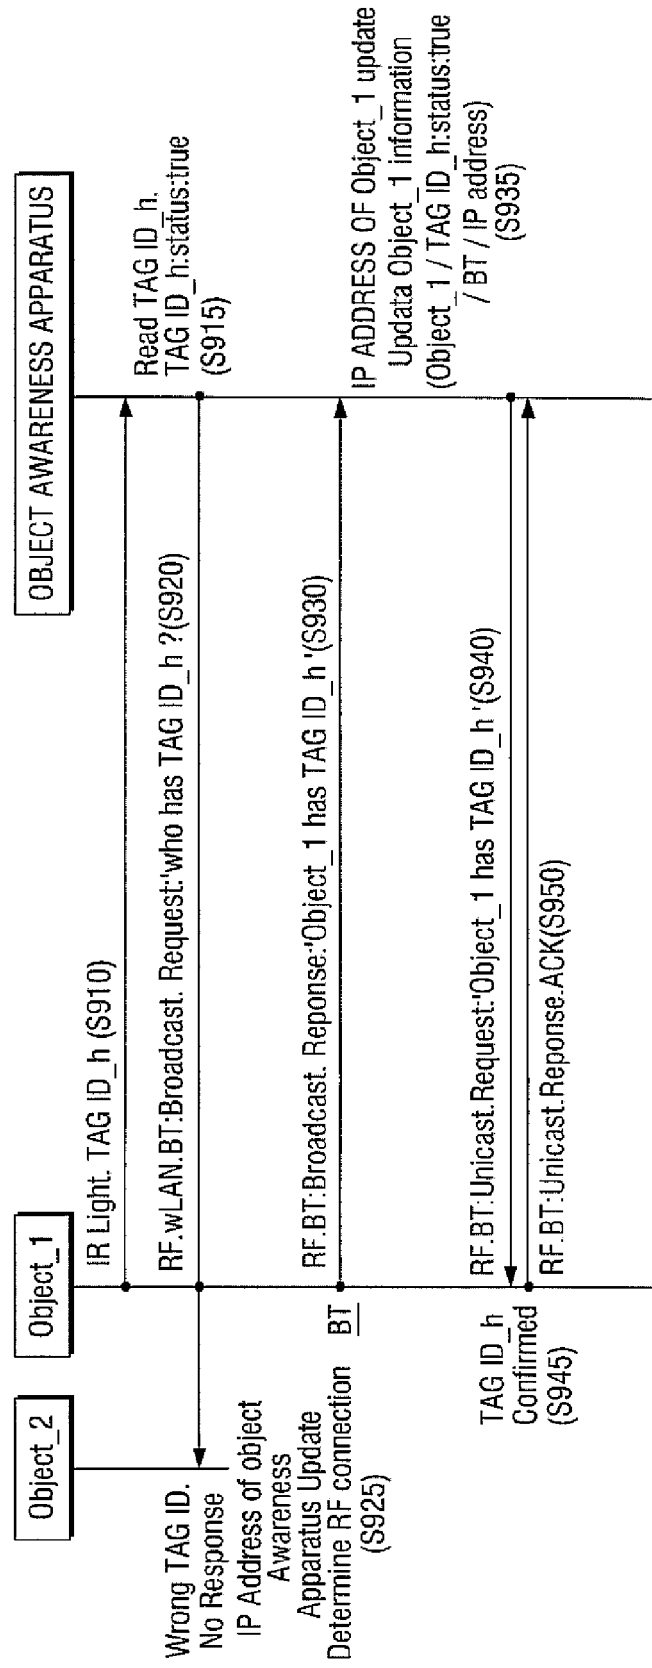 Object_2
Object_1
OBJECT AWARENESS APPARATUS
IR Light. TAG ID_h (S910)
Read TAG ID_h.
TAG ID_h:status:true
(S915)
RF.wLAN.BT:Broadcast. Request:'who has TAG ID_h ?(S920)
Wrong TAG ID.
No Response
IP Address of object
Awareness
Apparatus Update
Determine RF connection
(S925)
BT
RF.BT:Broadcast. Reponse:'Object_1 has TAG ID_h '(S930)
IP ADDRESS OF Object_1 update
Updata Object_1 information
(Object_1 / TAG ID_h:status:true
/ BT / IP address)
(S935)
RF.BT:Unicast.Request:'Object_1 has TAG ID_h '(S940)
TAG ID_h
Confirmed
(S945)
RF.BT:Unicast.Reponse.ACK(S950)